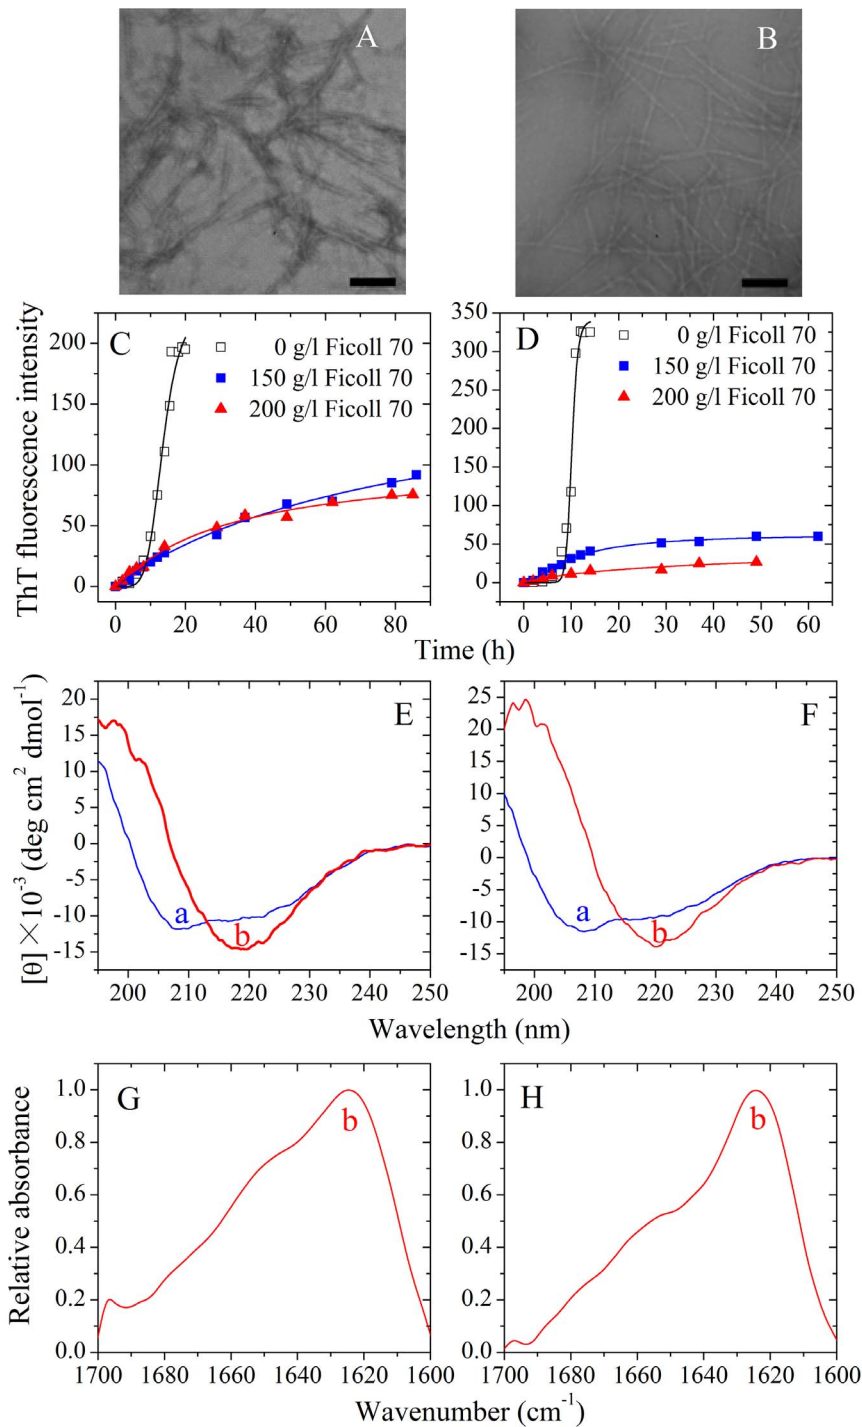 A
B
ThT fluorescence intensity
200
150
100
50
0
C
0 g/l Ficoll 70
150 g/l Ficoll 70
200 g/l Ficoll 70
0 20 40 60 80
350
300
250
200
150
100
50
0
D
0 g/l Ficoll 70
150 g/l Ficoll 70
200 g/l Ficoll 70
0 10 20 30 40 50 60
Time (h)
[θ] ×10⁻³ (deg cm² dmol⁻¹)
20
15
10
5
0
-5
-10
-15
E
a
b
200 210 220 230 240 250
25
20
15
10
5
0
-5
-10
-15
F
a
b
200 210 220 230 240 250
Wavelength (nm)
Relative absorbance
1.0
0.8
0.6
0.4
0.2
0.0
G
b
1700 1680 1660 1640 1620 1600
1.0
0.8
0.6
0.4
0.2
0.0
H
b
1700 1680 1660 1640 1620 1600
Wavenumber (cm⁻¹)